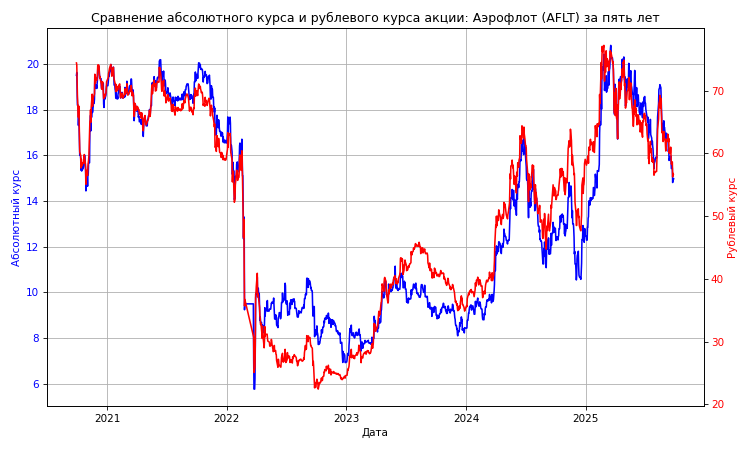 Сравнение абсолютного курса и рублевого курса акции: Аэрофлот (AFLT) за пять лет
Абсолютный курс
20
18
16
14
12
10
8
6
70
60
50
40
30
20
Рублевый курс
2021 2022 2023 2024 2025
Дата